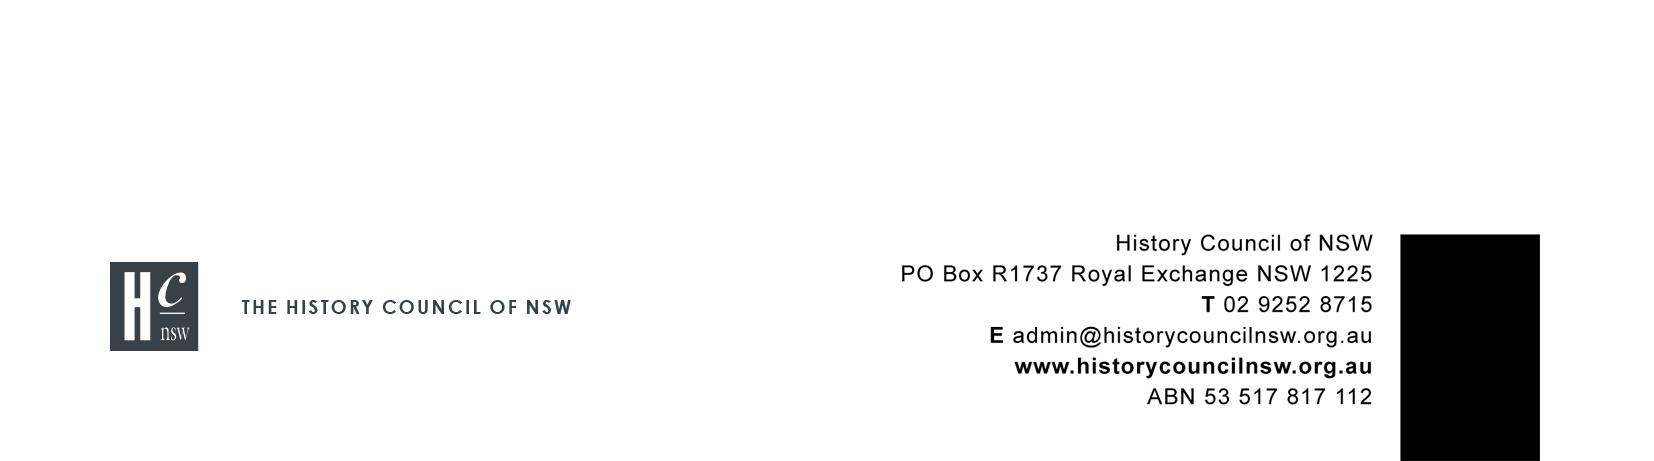 Hc
nsw
THE HISTORY COUNCIL OF NSW
History Council of NSW
PO Box R1737 Royal Exchange NSW 1225
T 02 9252 8715
E admin@historycouncilnsw.org.au
www.historycouncilnsw.org.au
ABN 53 517 817 112